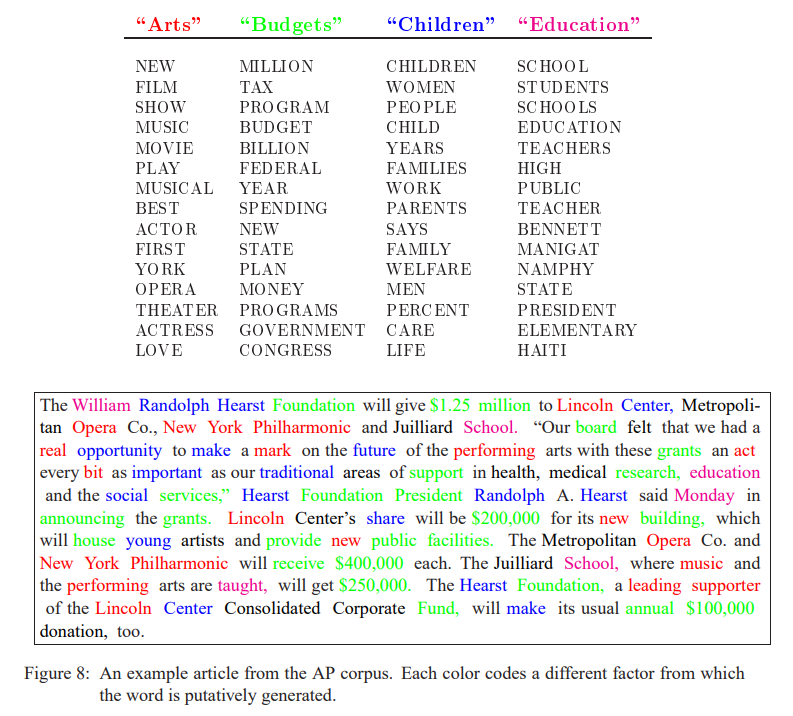 “Arts” “Budgets” “Children” “Education”
NEW MILLION CHILDREN SCHOOL
FILM TAX WOMEN STUDENTS
SHOW PROGRAM PEOPLE SCHOOLS
MUSIC BUDGET CHILD EDUCATION
MOVIE BILLION YEARS TEACHERS
PLAY FEDERAL FAMILIES HIGH
MUSICAL YEAR WORK PUBLIC
BEST SPENDING PARENTS TEACHER
ACTOR NEW SAYS BENNETT
FIRST STATE FAMILY MANIGAT
YORK PLAN WELFARE NAMPHY
OPERA MONEY MEN STATE
THEATER PROGRAMS PERCENT PRESIDENT
ACTRESS GOVERNMENT CARE ELEMENTARY
LOVE CONGRESS LIFE HAITI
The William Randolph Hearst Foundation will give $1.25 million to Lincoln Center, Metropoli-
tan Opera Co., New York Philharmonic and Juilliard School. “Our board felt that we had a
real opportunity to make a mark on the future of the performing arts with these grants an act
every bit as important as our traditional areas of support in health, medical research, education
and the social services,” Hearst Foundation President Randolph A. Hearst said Monday in
announcing the grants. Lincoln Center’s share will be $200,000 for its new building, which
will house young artists and provide new public facilities. The Metropolitan Opera Co. and
New York Philharmonic will receive $400,000 each. The Juilliard School, where music and
the performing arts are taught, will get $250,000. The Hearst Foundation, a leading supporter
of the Lincoln Center Consolidated Corporate Fund, will make its usual annual $100,000
donation, too.
Figure 8: An example article from the AP corpus. Each color codes a different factor from which
the word is putatively generated.